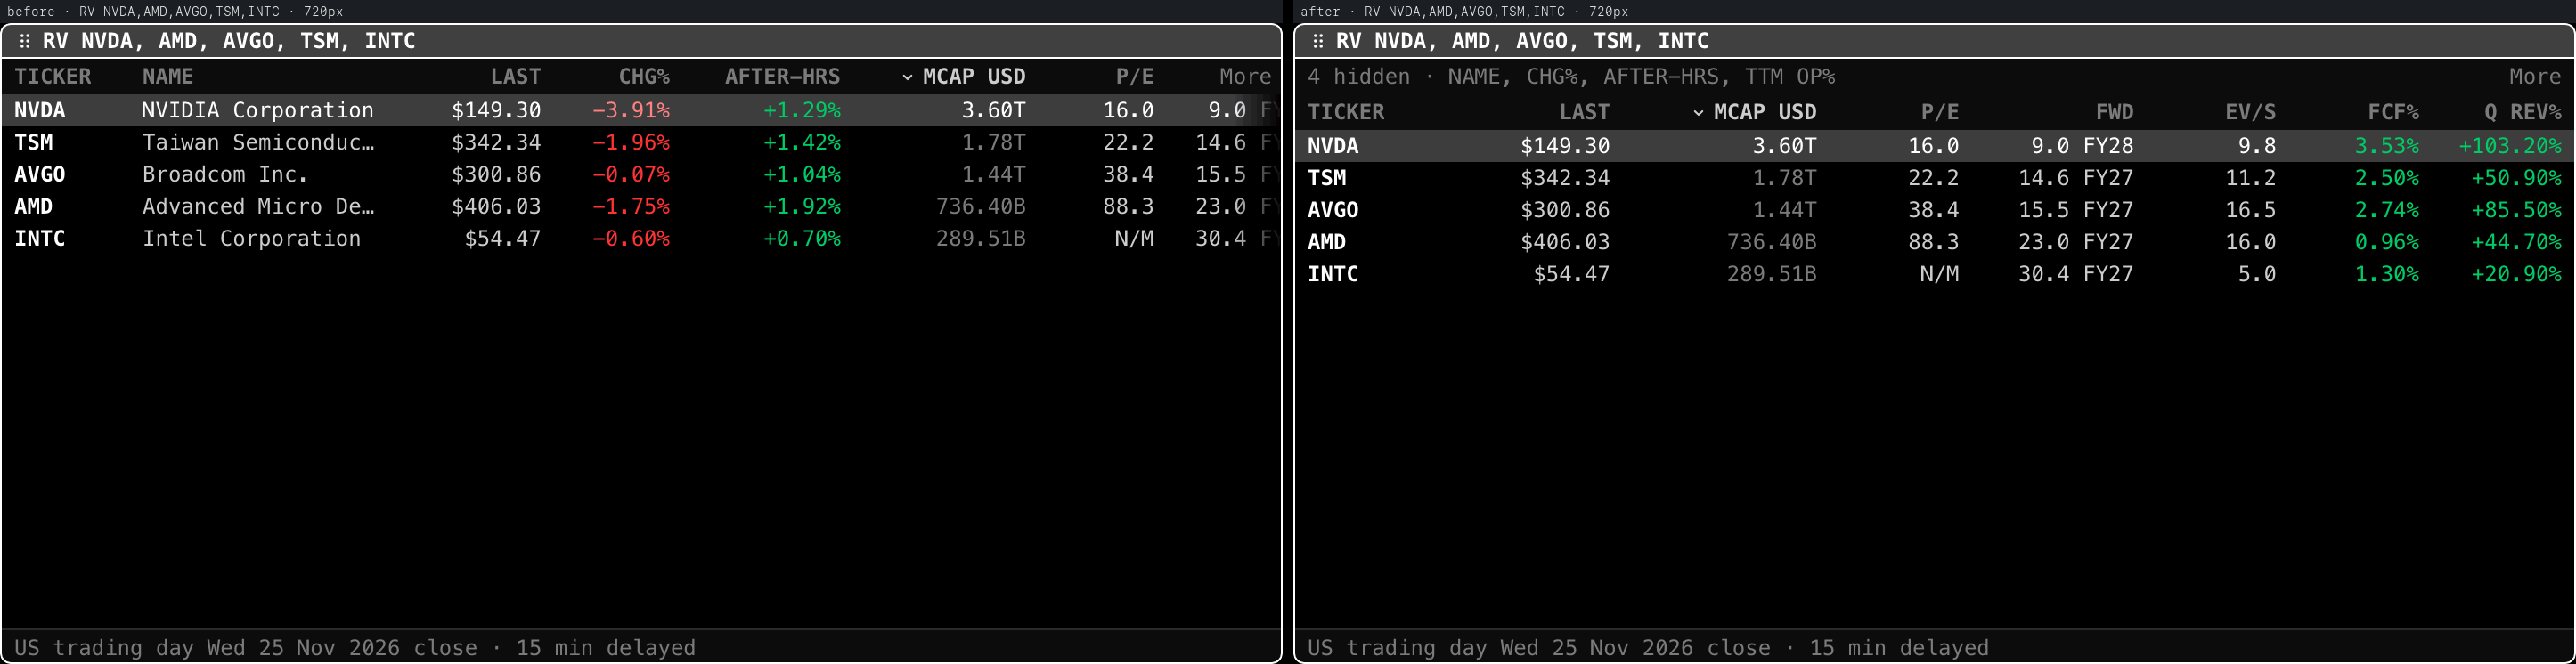 before · RV NVDA,AMD,AVGO,TSM,INTC · 720px
RV NVDA, AMD, AVGO, TSM, INTC
TICKER NAME LAST CHG% AFTER−HRS MCAP USD P/E More
NVDA NVIDIA Corporation $149.30 −3.91% +1.29% 3.60T 16.0 9.0 FY
TSM Taiwan Semiconduc… $342.34 −1.96% +1.42% 1.78T 22.2 14.6 FY
AVGO Broadcom Inc. $300.86 −0.07% +1.04% 1.44T 38.4 15.5 FY
AMD Advanced Micro De… $406.03 −1.75% +1.92% 736.40B 88.3 23.0 FY
INTC Intel Corporation $54.47 −0.60% +0.70% 289.51B N/M 30.4 FY
US trading day Wed 25 Nov 2026 close · 15 min delayed
after · RV NVDA,AMD,AVGO,TSM,INTC · 720px
RV NVDA, AMD, AVGO, TSM, INTC
4 hidden · NAME, CHG%, AFTER−HRS, TTM OP% More
TICKER LAST MCAP USD P/E FWD EV/S FCF% Q REV%
NVDA $149.30 3.60T 16.0 9.0 FY28 9.8 3.53% +103.20%
TSM $342.34 1.78T 22.2 14.6 FY27 11.2 2.50% +50.90%
AVGO $300.86 1.44T 38.4 15.5 FY27 16.5 2.74% +85.50%
AMD $406.03 736.40B 88.3 23.0 FY27 16.0 0.96% +44.70%
INTC $54.47 289.51B N/M 30.4 FY27 5.0 1.30% +20.90%
US trading day Wed 25 Nov 2026 close · 15 min delayed